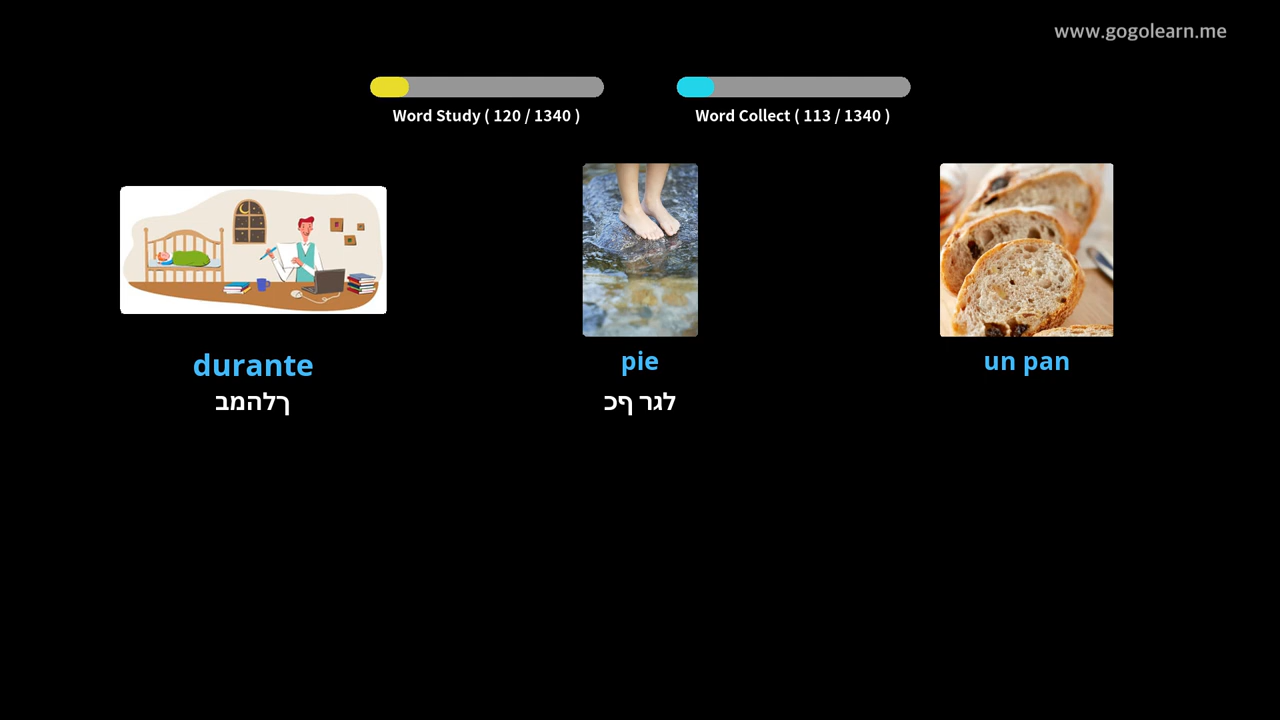 www.gogolearn.me
Word Study ( 120 / 1340 )
Word Collect ( 113 / 1340 )
durante
ךלהמב
pie
לגר ףכ
un pan